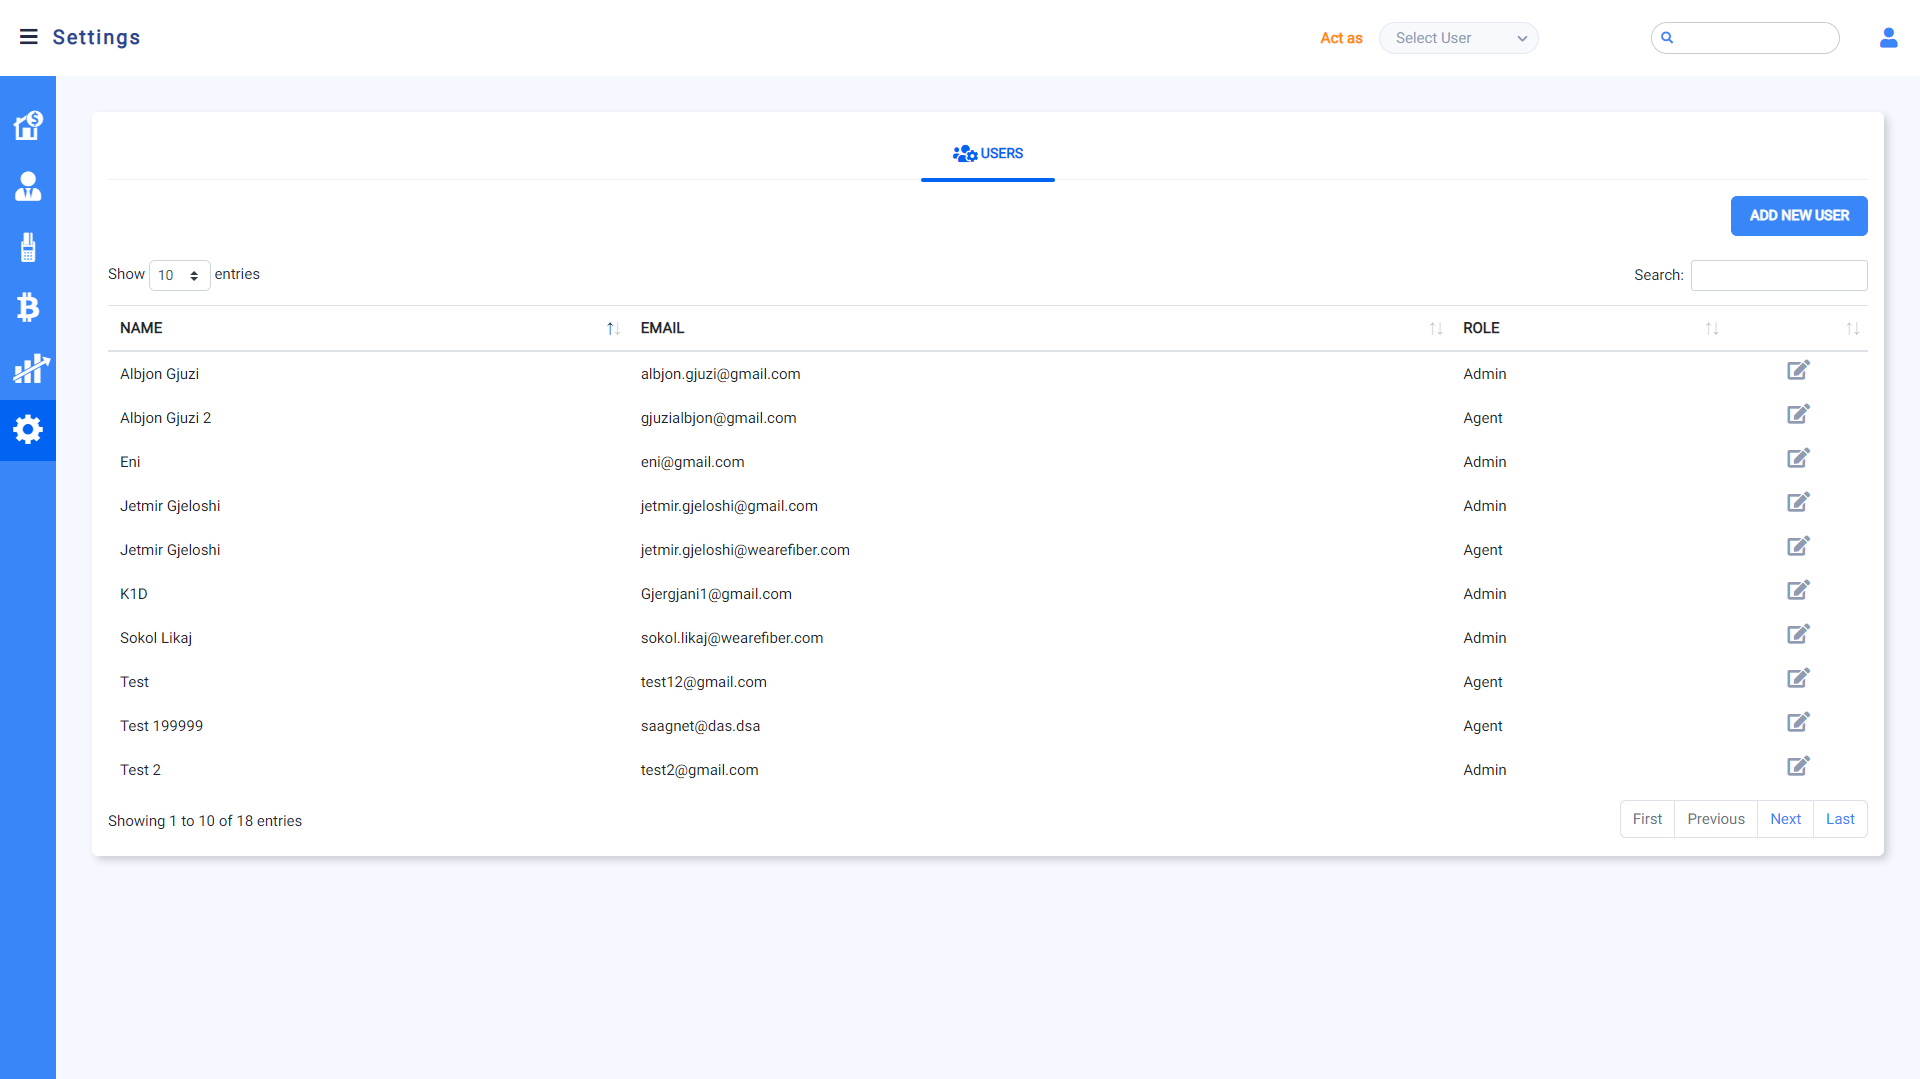 Settings
Act as Select User
USERS
ADD NEW USER
Show 10 entries
Search:
NAME EMAIL ROLE
Albjon Gjuzi albjon.gjuzi@gmail.com Admin
Albjon Gjuzi 2 gjuzialbjon@gmail.com Agent
Eni eni@gmail.com Admin
Jetmir Gjeloshi jetmir.gjeloshi@gmail.com Admin
Jetmir Gjeloshi jetmir.gjeloshi@wearefiber.com Agent
K1D Gjergjani1@gmail.com Admin
Sokol Likaj sokol.likaj@wearefiber.com Admin
Test test12@gmail.com Agent
Test 199999 saagnet@das.dsa Agent
Test 2 test2@gmail.com Admin
Showing 1 to 10 of 18 entries
First Previous Next Last